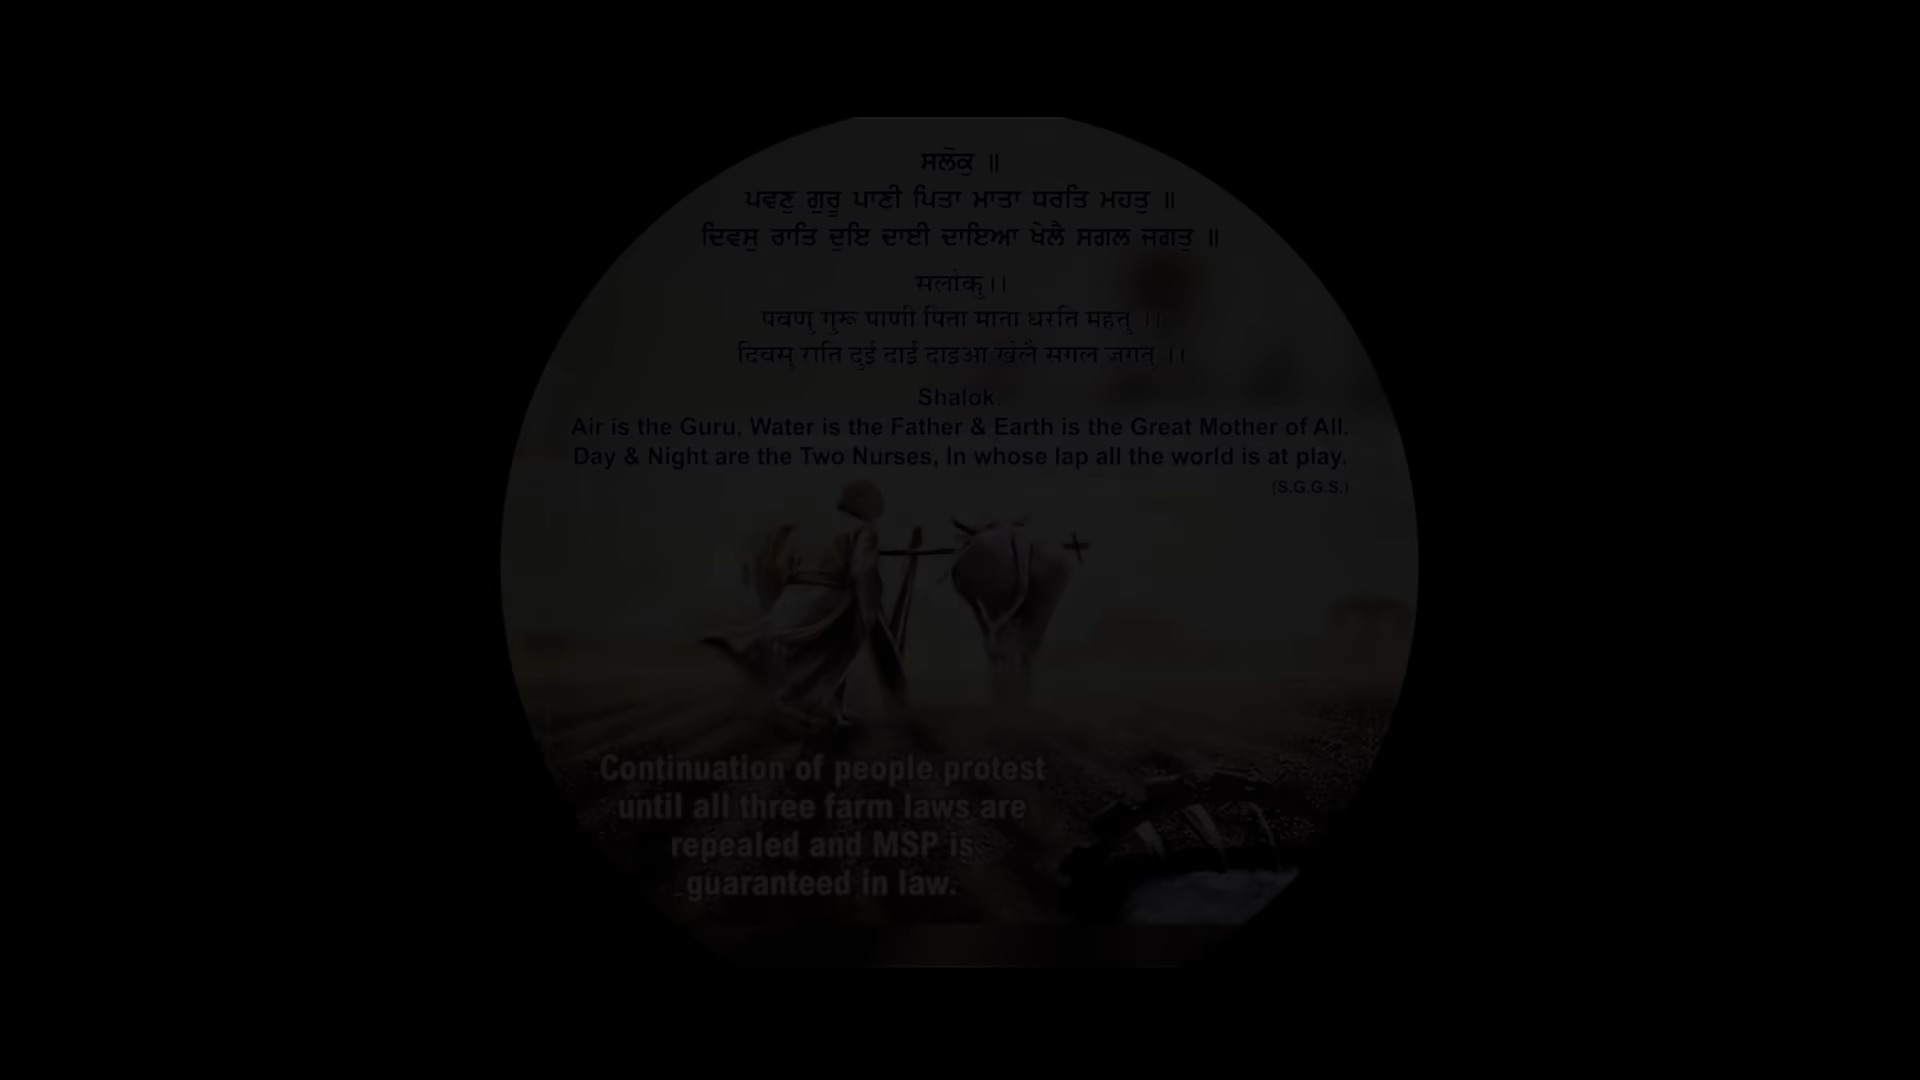 ਸਲੋਕੁ ॥
ਪਵਣੁ ਗੁਰੂ ਪਾਣੀ ਪਿਤਾ ਮਾਤਾ ਧਰਤਿ ਮਹਤੁ ॥
ਦਿਵਸੁ ਰਾਤਿ ਦੁਇ ਦਾਈ ਦਾਇਆ ਖੇਲੈ ਸਗਲ ਜਗਤੁ ॥
सलोकु।।
पवणु गुरू पाणी पिता माता धरति महतु ।।
दिवसु राति दुई दाई दाइआ खेलै सगल जगतु ।।
Shalok.
Air is the Guru, Water is the Father & Earth is the Great Mother of All.
Day & Night are the Two Nurses, In whose lap all the world is at play,
(S.G.G.S.)
Continuation of people protest
until all three farm laws are
repealed and MSP is
guaranteed in law.